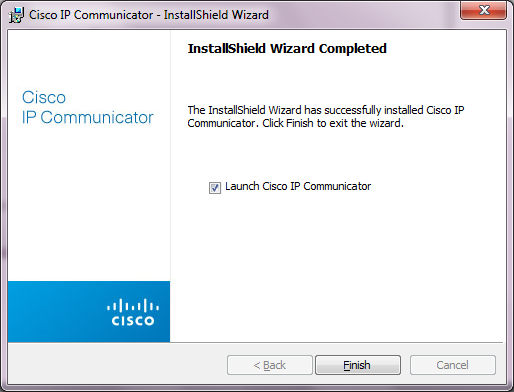 Cisco IP Communicator - InstallShield Wizard
InstallShield Wizard Completed
Cisco
IP Communicator
The InstallShield Wizard has successfully installed Cisco IP
Communicator. Click Finish to exit the wizard.
Launch Cisco IP Communicator
CISCO
< Back
Finish
Cancel